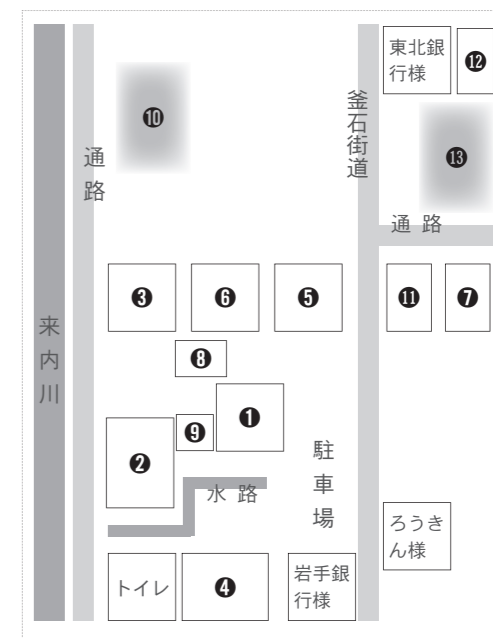 東北銀
行様
⓬
❿
釜石街道
⓭
通路
通路
❸
❻
❺
⓫
❼
来内川
❽
❶
❾
❷
駐車場
水路
ろうき
ん様
トイレ
❹
岩手銀
行様